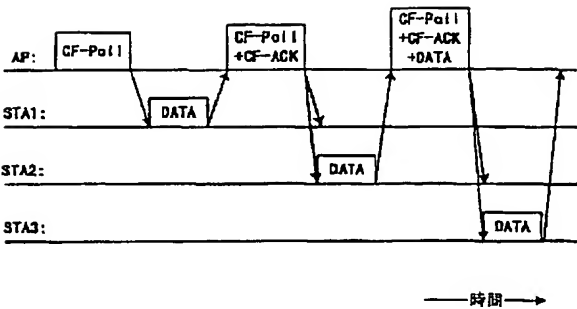 AP:
CF-Poll
CF-Poll
+CF-ACK
CF-Poll
+CF-ACK
+DATA
STA1:
DATA
STA2:
DATA
STA3:
DATA
時間